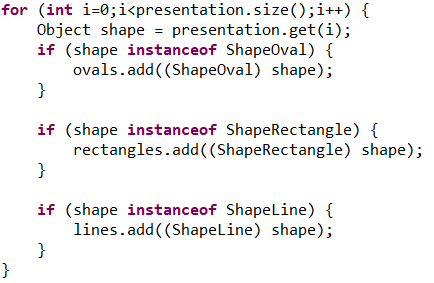 for (int i=0;i<presentation.size();i++) {
    Object shape = presentation.get(i);
    if (shape instanceof ShapeOval) {
        ovals.add((ShapeOval) shape);
    }

    if (shape instanceof ShapeRectangle) {
        rectangles.add((ShapeRectangle) shape);
    }

    if (shape instanceof ShapeLine) {
        lines.add((ShapeLine) shape);
    }
}